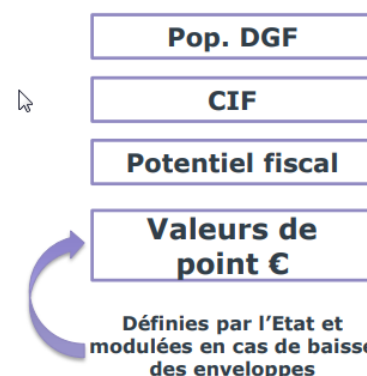 Pop. DGF
CIF
Potentiel fiscal
Valeurs de
point €
Définies par l’Etat et
modulées en cas de baisse
des enveloppes